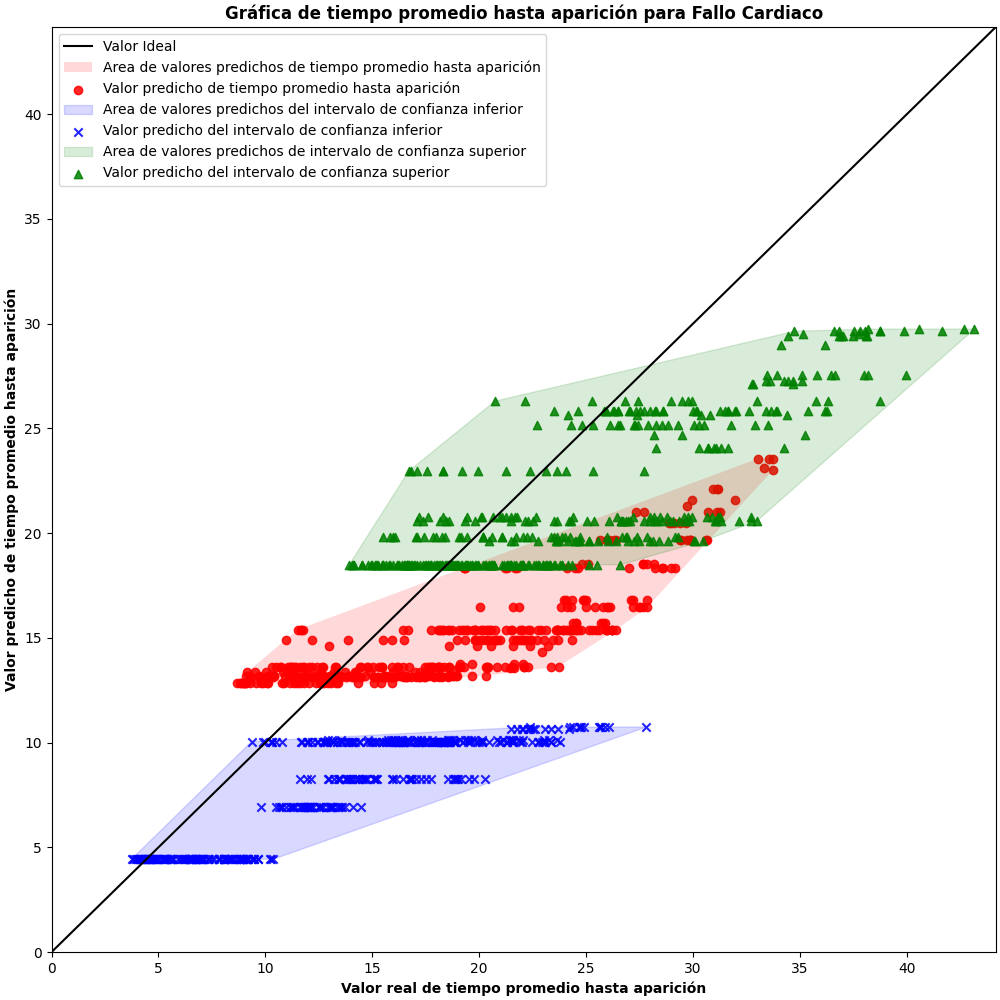 Gráfica de tiempo promedio hasta aparición para Fallo Cardiaco
Valor Ideal
Area de valores predichos de tiempo promedio hasta aparición
Valor predicho de tiempo promedio hasta aparición
Area de valores predichos del intervalo de confianza inferior
Valor predicho del intervalo de confianza inferior
Area de valores predichos de intervalo de confianza superior
Valor predicho del intervalo de confianza superior
Valor predicho de tiempo promedio hasta aparición
40
35
30
25
20
15
10
5
0
0 5 10 15 20 25 30 35 40
Valor real de tiempo promedio hasta aparición